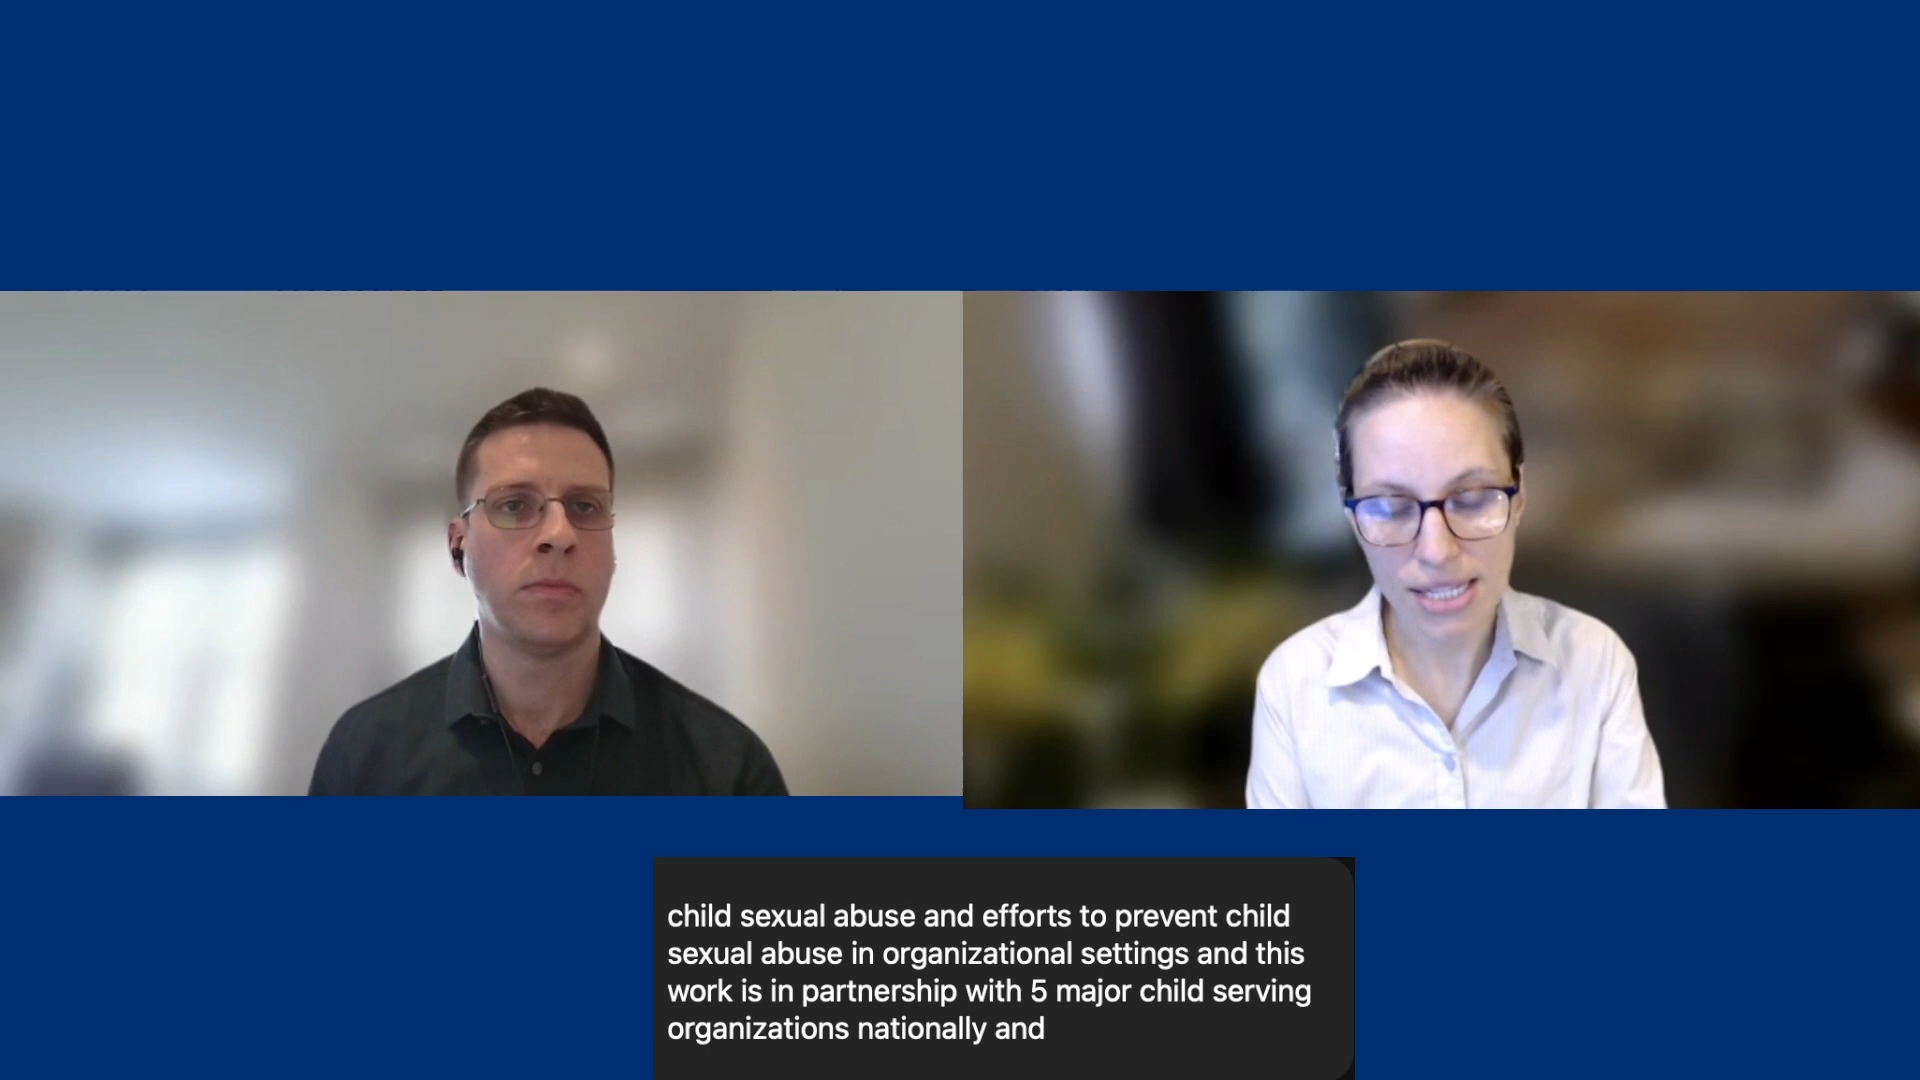 child sexual abuse and efforts to prevent child
sexual abuse in organizational settings and this
work is in partnership with 5 major child serving
organizations nationally and